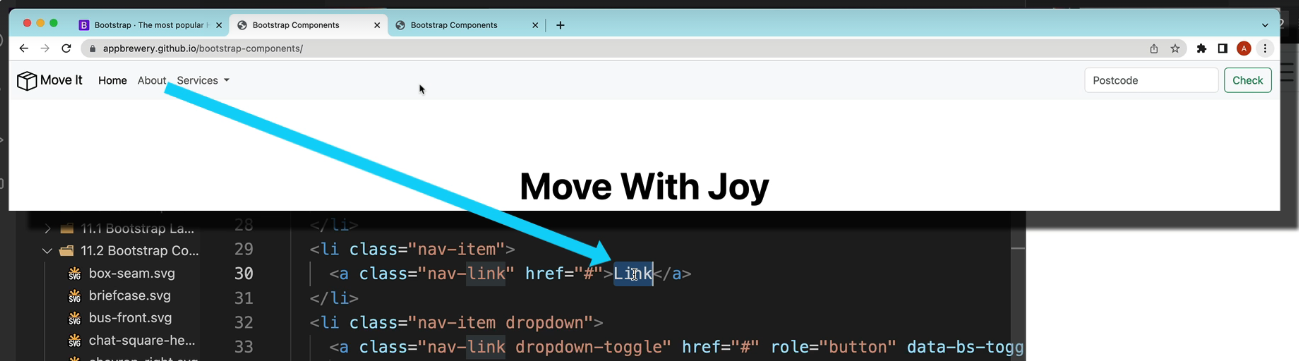 Bootstrap · The most popular
Bootstrap Components
Bootstrap Components
appbrewery.github.io/bootstrap-components/
A
Move It
Home
About
Services
Postcode
Check
Move With Joy
11.1 Bootstrap La...
11.2 Bootstrap Co...
box-seam.svg
briefcase.svg
bus-front.svg
chat-square-he...
chevron-right.svg
28 </li>
29 <li class="nav-item">
30 <a class="nav-link" href="#">Link</a>
31 </li>
32 <li class="nav-item dropdown">
33 <a class="nav-link dropdown-toggle" href="#" role="button" data-bs-togg